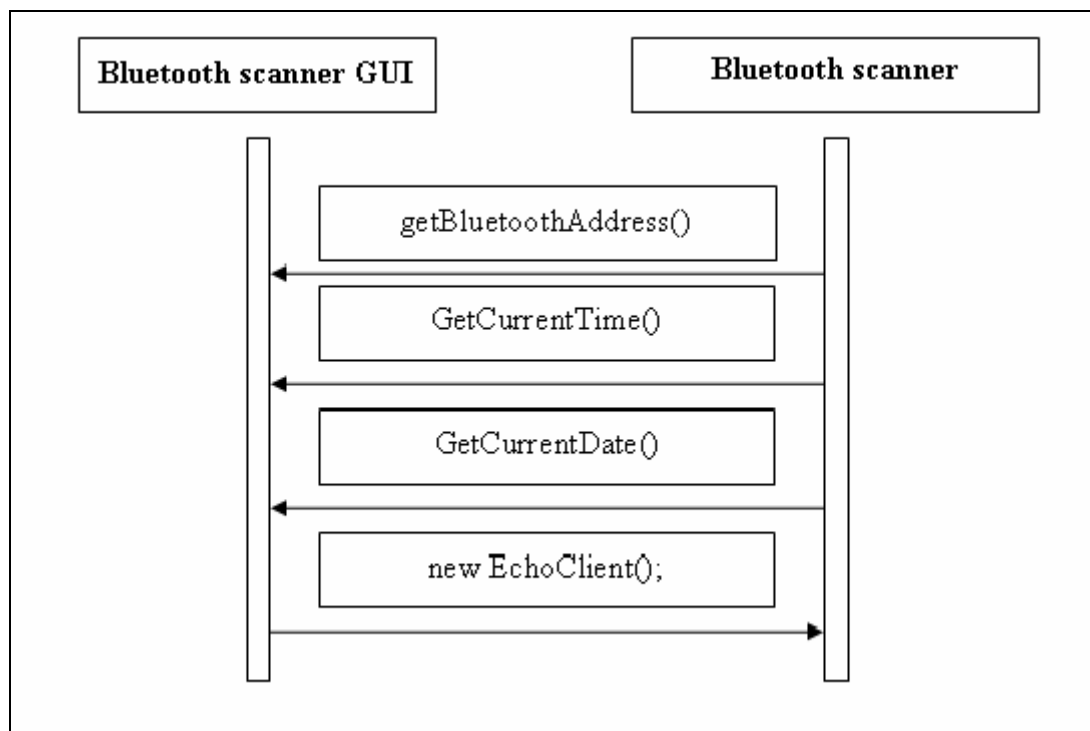 Bluetooth scanner GUI
Bluetooth scanner
getBluetoothAddress()
GetCurrentTime()
GetCurrentDate()
new EchoClient();